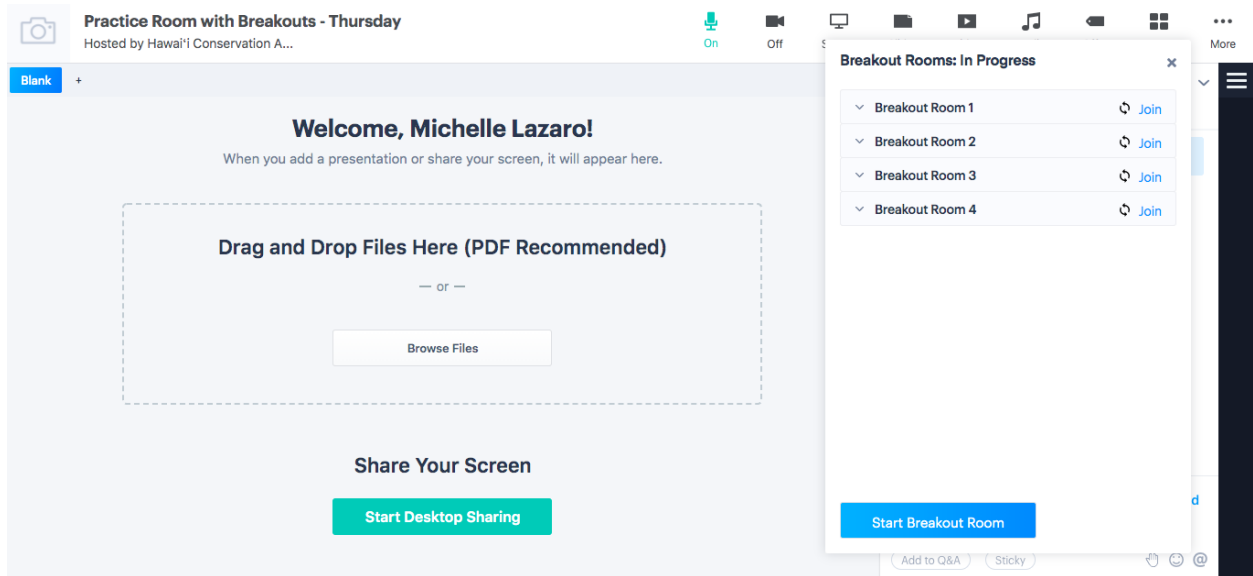 Practice Room with Breakouts - Thursday
Hosted by Hawaiʻi Conservation A...
On
Off
More
Blank
+
Welcome, Michelle Lazaro!
When you add a presentation or share your screen, it will appear here.
Drag and Drop Files Here (PDF Recommended)
— or —
Browse Files
Share Your Screen
Start Desktop Sharing
Breakout Rooms: In Progress
Breakout Room 1 Join
Breakout Room 2 Join
Breakout Room 3 Join
Breakout Room 4 Join
Start Breakout Room
Add to Q&A Sticky @